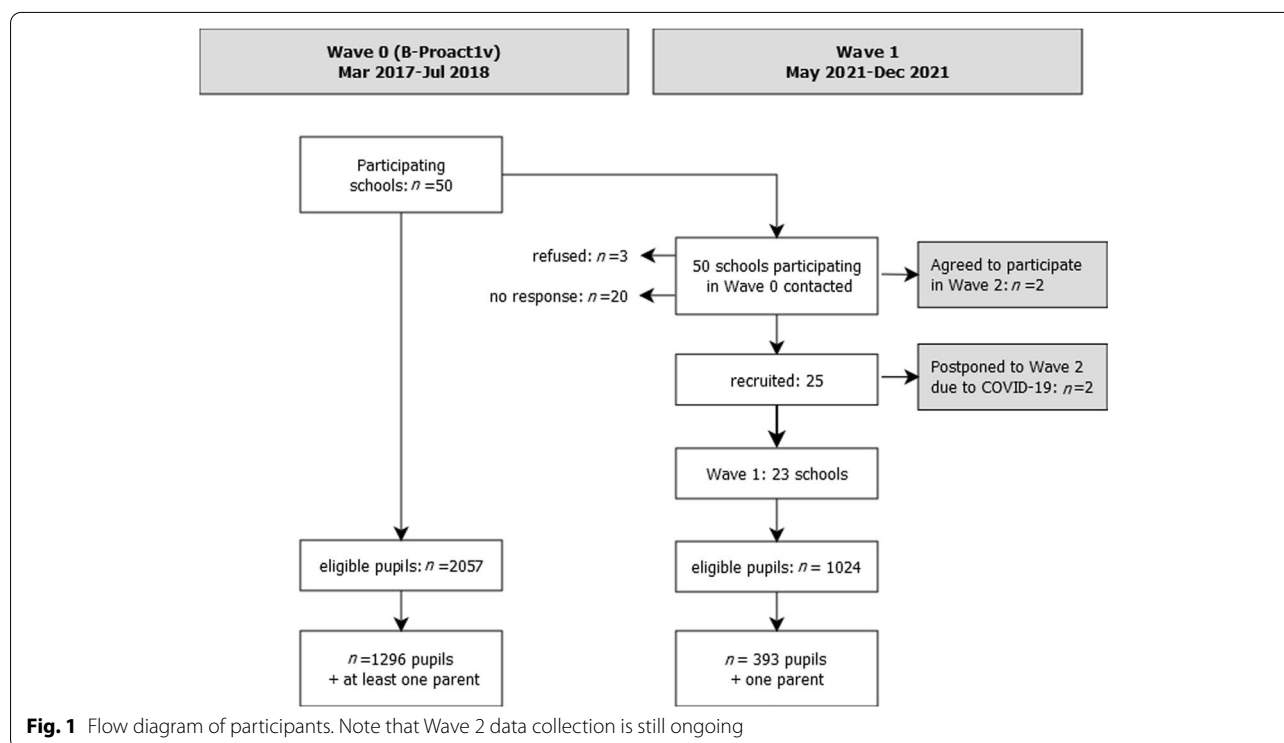 Wave 0 (B-Proact1v)
Mar 2017-Jul 2018
Wave 1
May 2021-Dec 2021
Participating
schools: n =50
refused: n=3
no response: n=20
50 schools participating
in Wave 0 contacted
Agreed to participate
in Wave 2: n=2
recruited: 25
Postponed to Wave 2
due to COVID-19: n=2
Wave 1: 23 schools
eligible pupils: n =2057
eligible pupils: n = 1024
n =1296 pupils
+ at least one parent
n = 393 pupils
+ one parent
Fig. 1 Flow diagram of participants. Note that Wave 2 data collection is still ongoing